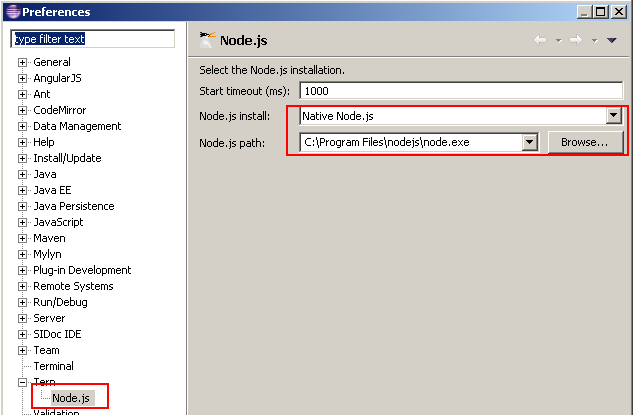 Preferences
type filter text
General
AngularJS
Ant
CodeMirror
Data Management
Help
Install/Update
Java
Java EE
Java Persistence
JavaScript
Maven
Mylyn
Plug-in Development
Remote Systems
Run/Debug
Server
SIDoc IDE
Team
Terminal
Tern
Node.js
Validation
Node.js
Select the Node.js installation.
Start timeout (ms): 1000
Node.js install: Native Node.js
Node.js path: C:\Program Files\nodejs\node.exe Browse...